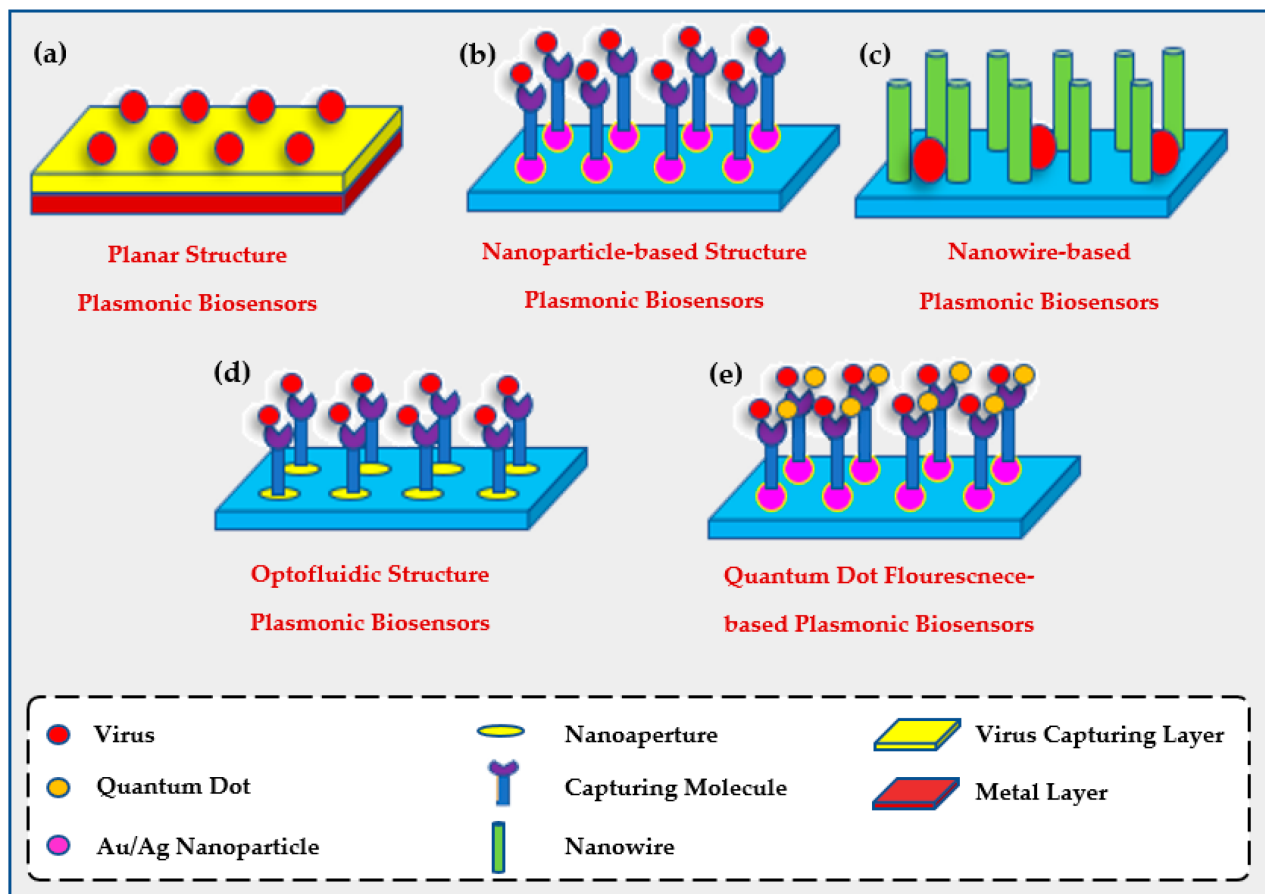 (a)
Planar Structure
Plasmonic Biosensors
(b)
Nanoparticle-based Structure
Plasmonic Biosensors
(c)
Nanowire-based
Plasmonic Biosensors
(d)
Optofluidic Structure
Plasmonic Biosensors
(e)
Quantum Dot Flourescnece-
based Plasmonic Biosensors
Virus
Quantum Dot
Au/Ag Nanoparticle
Nanoaperture
Capturing Molecule
Nanowire
Virus Capturing Layer
Metal Layer